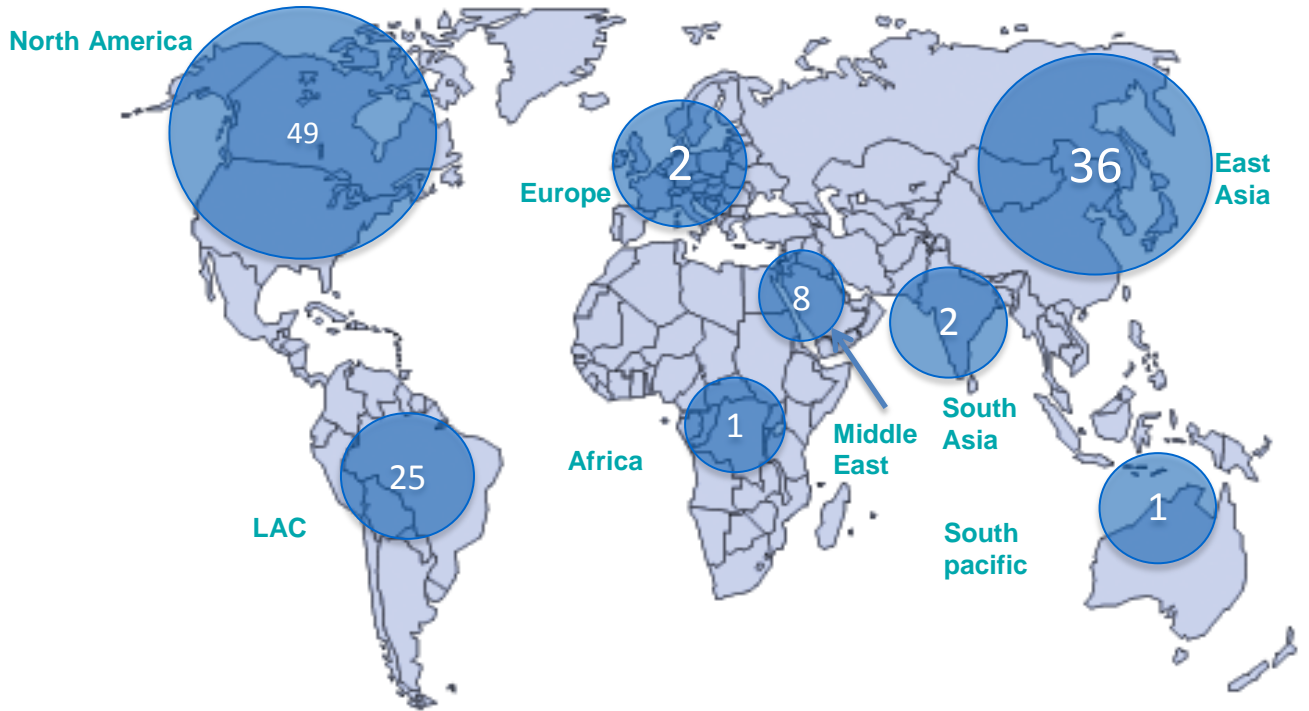 North America
49
2
Europe
36
East
Asia
8
2
Middle
East
South
Asia
1
Africa
25
LAC
1
South
pacific